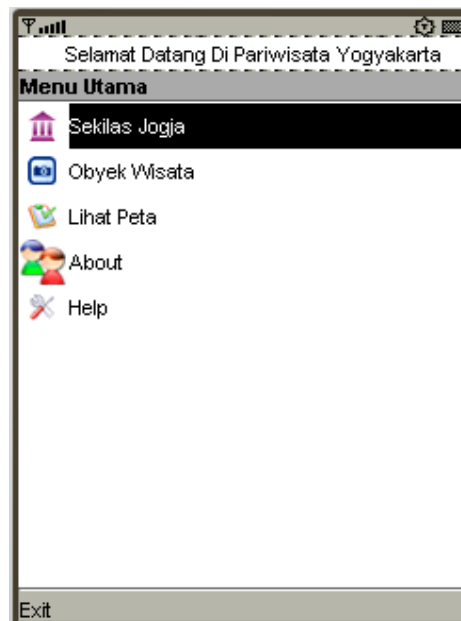 Selamat Datang Di Pariwisata Yogyakarta
Menu Utama
Sekilas Jogja
Obyek Wisata
Lihat Peta
About
Help
Exit